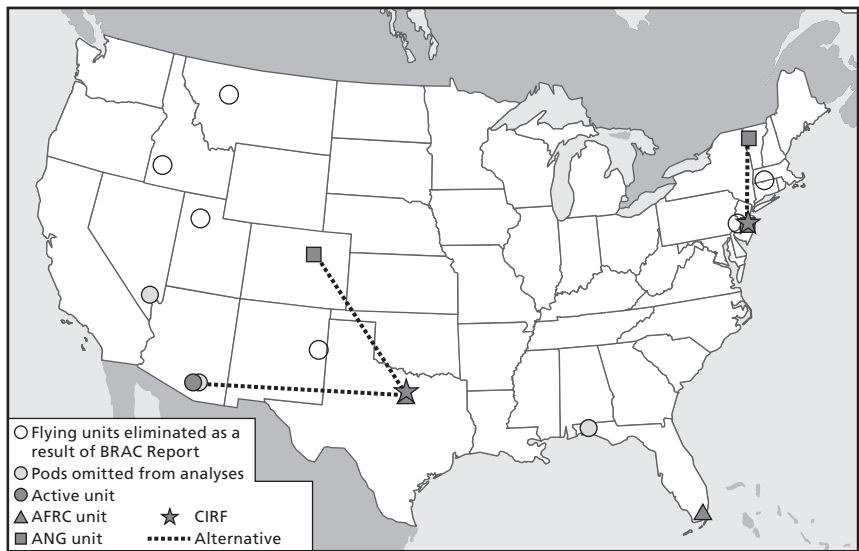 Flying units eliminated as a
result of BRAC Report
Pods omitted from analyses
Active unit
AFRC unit
CIRF
ANG unit
Alternative